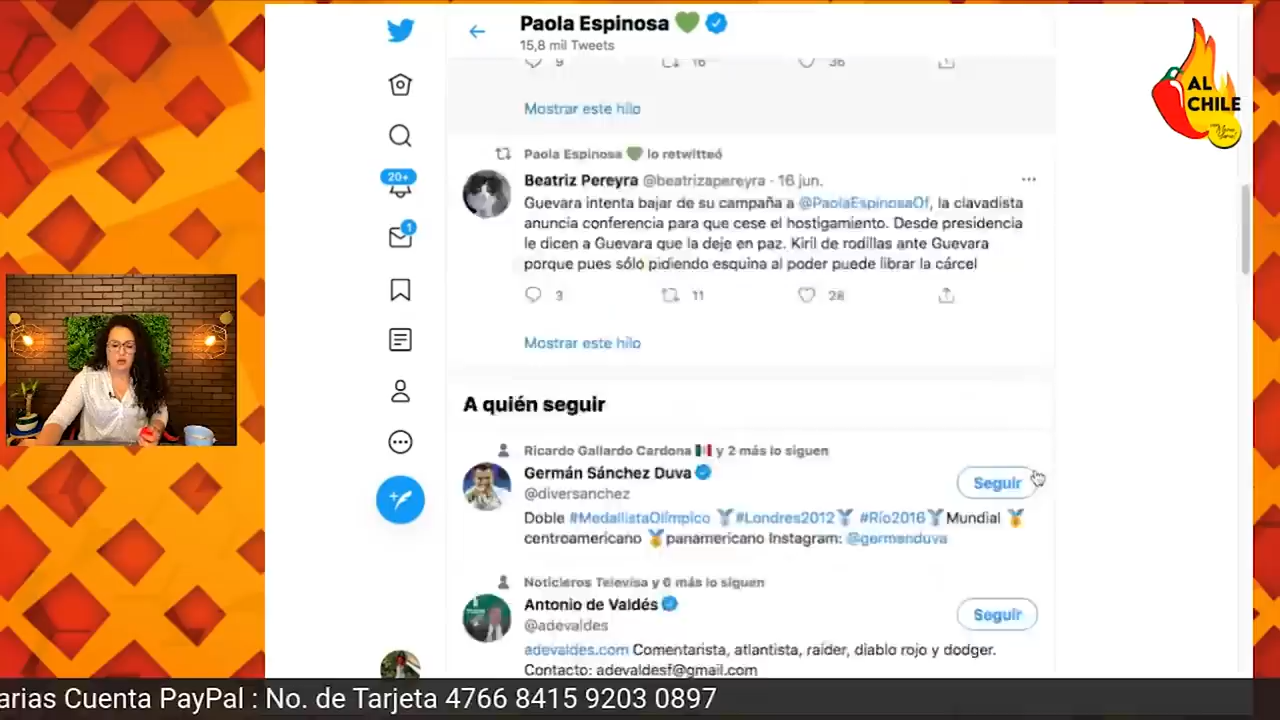 Paola Espinosa 💚
15,8 mil Tweets
9 16 36
Mostrar este hilo
Paola Espinosa 💚 lo retwitteó
Beatriz Pereyra @beatrizapereyra · 16 jun.
Guevara intenta bajar de su campaña a @PaolaEspinosaOf, la clavadista
anuncia conferencia para que cese el hostigamiento. Desde presidencia
le dicen a Guevara que la deje en paz. Kiril de rodillas ante Guevara
porque pues sólo pidiendo esquina al poder puede librar la cárcel
3 11 28
Mostrar este hilo
A quién seguir
Ricardo Gallardo Cardona 🇲🇽 y 2 más lo siguen
Germán Sánchez Duva
@diversanchez
Seguir
Doble #MedallistaOlímpico 🥈#Londres2012🥈 #Río2016🥈Mundial 🥇
centroamericano 🥇panamericano Instagram: @germanduva
Noticieros Televisa y 6 más lo siguen
Antonio de Valdés
@adevaldes
Seguir
adevaldes.com Comentarista, atlantista, raider, diablo rojo y dodger.
Contacto: adevaldesf@gmail.com
20+
1
AL
CHILE
arias Cuenta PayPal : No. de Tarjeta 4766 8415 9203 0897